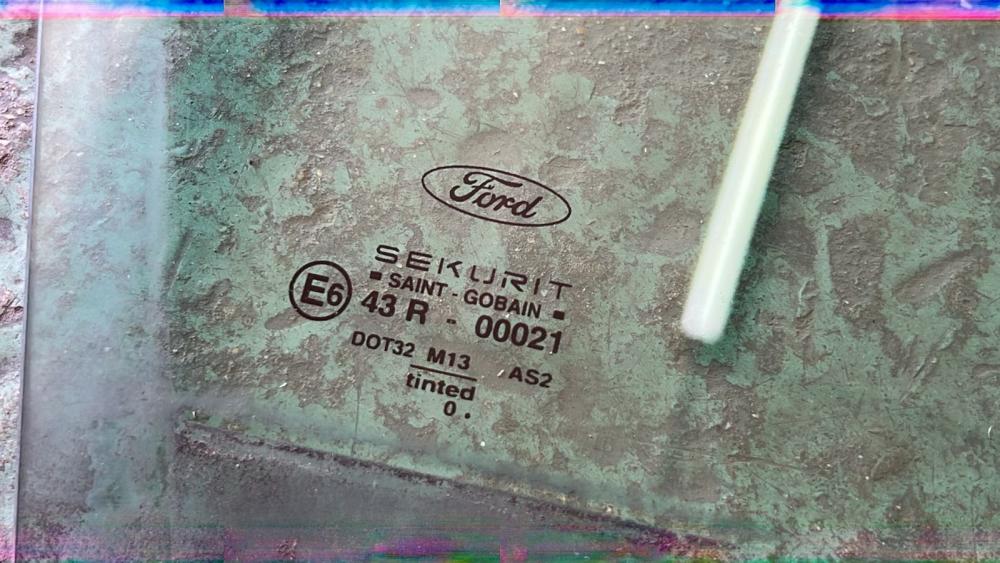 Ford
SEKURIT
▪ SAINT - GOBAIN ▪
E6 43 R - 00021
DOT32 M13 AS2
tinted
0 .